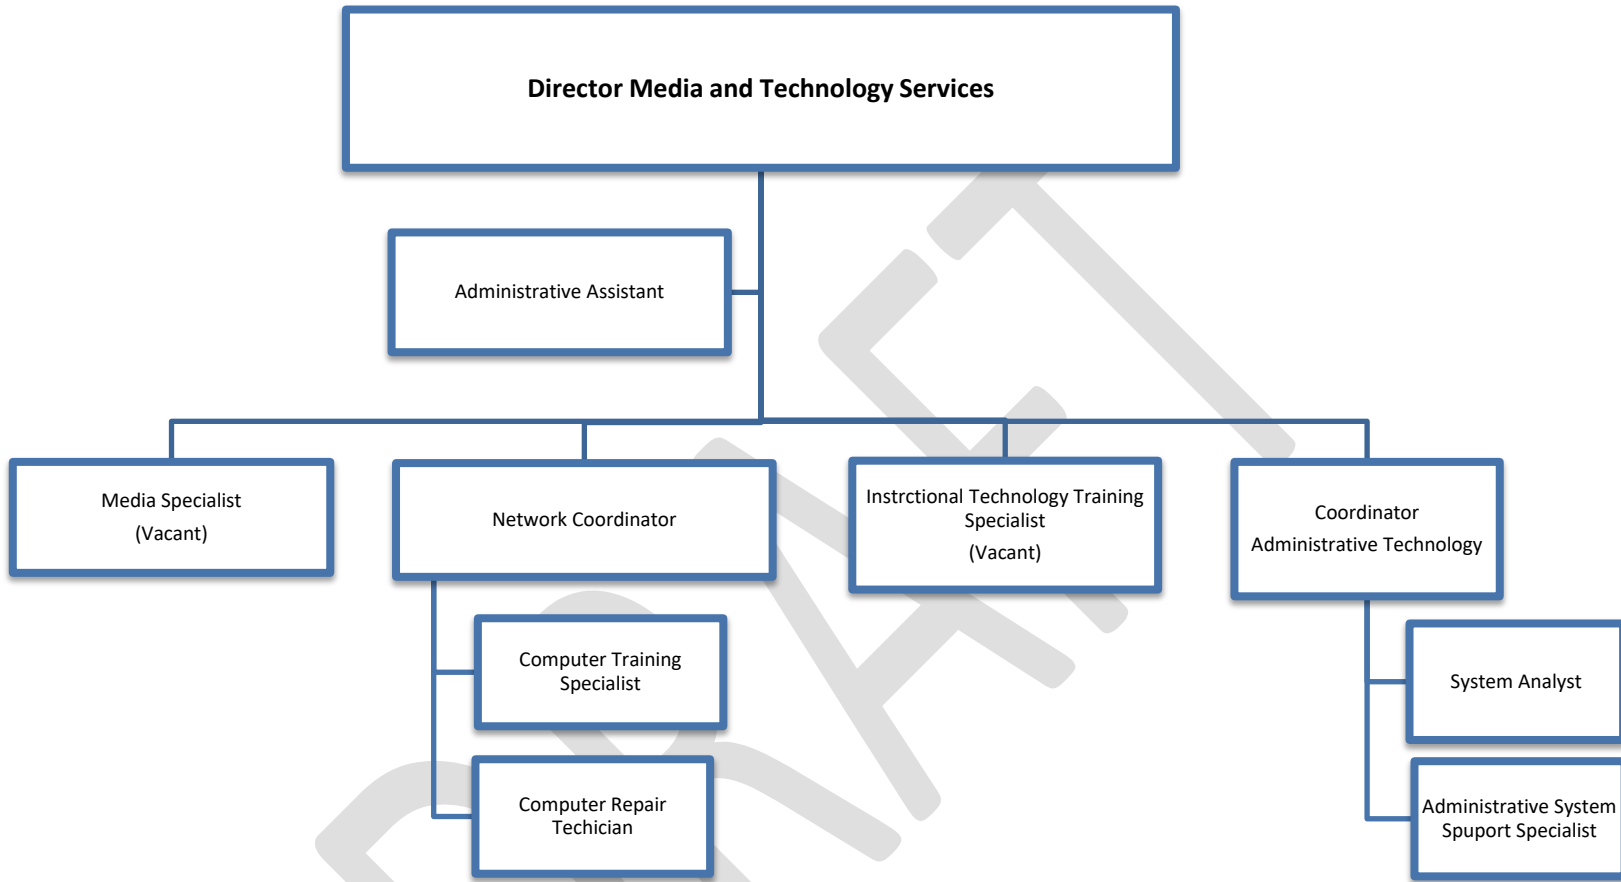 Director Media and Technology Services
Administrative Assistant
Media Specialist
(Vacant)
Network Coordinator
Instrctional Technology Training
Specialist
(Vacant)
Coordinator
Administrative Technology
Computer Training
Specialist
System Analyst
Computer Repair
Techician
Administrative System
Spuport Specialist
DRAFT